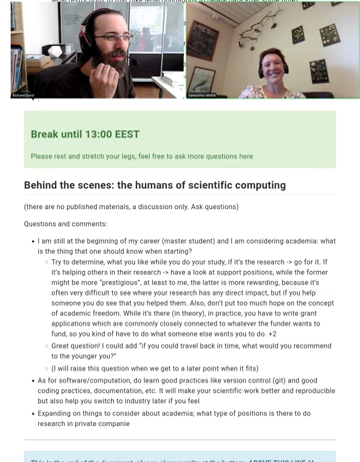 Break until 13:00 EEST
Please rest and stretch your legs, feel free to ask more questions here
Behind the scenes: the humans of scientific computing
(there are no published materials, a discussion only. Ask questions)
Questions and comments:
I am still at the beginning of my career (master student) and I am considering academia: what
is the thing that one should know when starting?
Try to determine, what you like while you do your study, if it's the research -> go for it. If
it's helping others in their research -> have a look at support positions, while the former
might be more "prestigious", at least to me, the latter is more rewarding, because it's
often very difficult to see where your research has any direct impact, but if you help
someone you do see that you helped them. Also, don't put too much hope on the concept
of academic freedom. While it's there (in theory), in practice, you have to write grant
applications which are commonly closely connected to whatever the funder wants to
fund, so you kind of have to do what someone else wants you to do. +2
Great question! I could add "if you could travel back in time, what would you recommend
to the younger you?"
(I will raise this question when we get to a later point when it fits)
As for software/computation, do learn good practices like version control (git) and good
coding practices, documentation, etc. It will make your scientific work better and reproducible
but also help you switch to industry later if you feel
Expanding on things to consider about academia; what type of positions is there to do
research in private companie